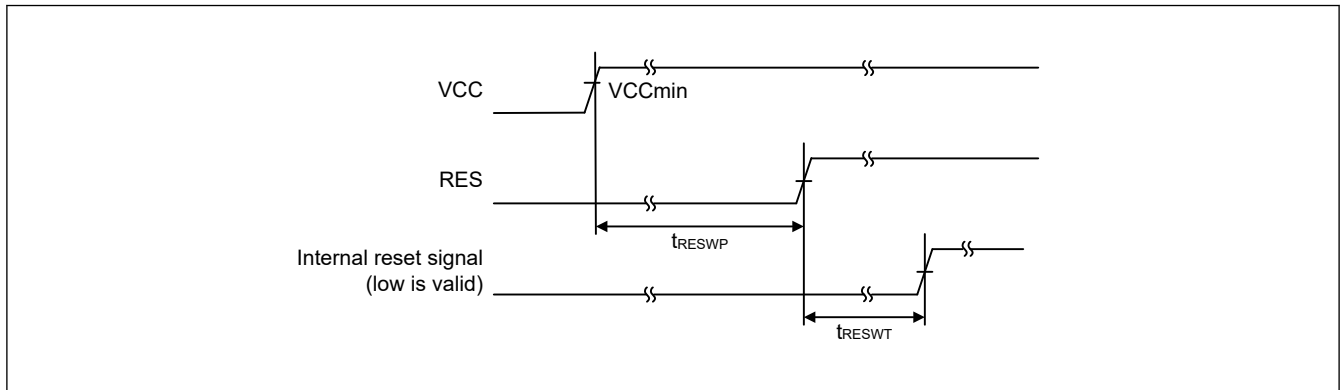 VCC
VCCmin
RES
tRESWP
Internal reset signal
(low is valid)
tRESWT